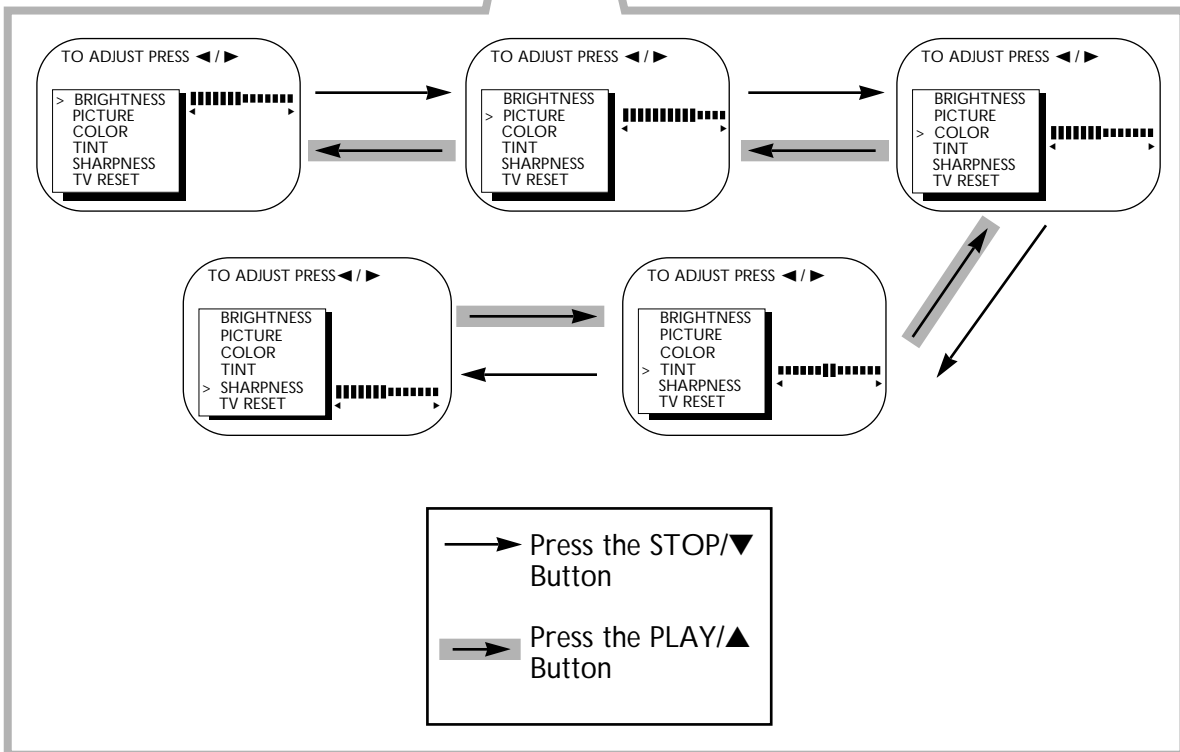 TO ADJUST PRESS ◄ / ►
> BRIGHTNESS
PICTURE
COLOR
TINT
SHARPNESS
TV RESET
TO ADJUST PRESS ◄ / ►
BRIGHTNESS
> PICTURE
COLOR
TINT
SHARPNESS
TV RESET
TO ADJUST PRESS ◄ / ►
BRIGHTNESS
PICTURE
> COLOR
TINT
SHARPNESS
TV RESET
TO ADJUST PRESS◄ / ►
BRIGHTNESS
PICTURE
COLOR
TINT
> SHARPNESS
TV RESET
TO ADJUST PRESS ◄ / ►
BRIGHTNESS
PICTURE
COLOR
> TINT
SHARPNESS
TV RESET
Press the STOP/▼
Button
Press the PLAY/▲
Button